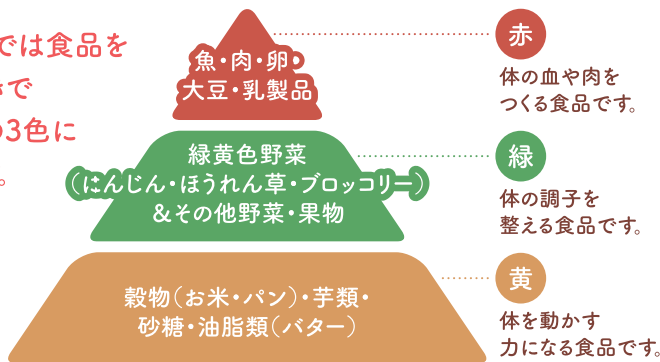 では食品を
で
3色に
。
魚・肉・卵・
大豆・乳製品
緑黄色野菜
（にんじん・ほうれん草・ブロッコリー）
&その他野菜・果物
穀物（お米・パン）・芋類・
砂糖・油脂類（バター）
赤
体の血や肉を
つくる食品です。
緑
体の調子を
整える食品です。
黄
体を動かす
力になる食品です。